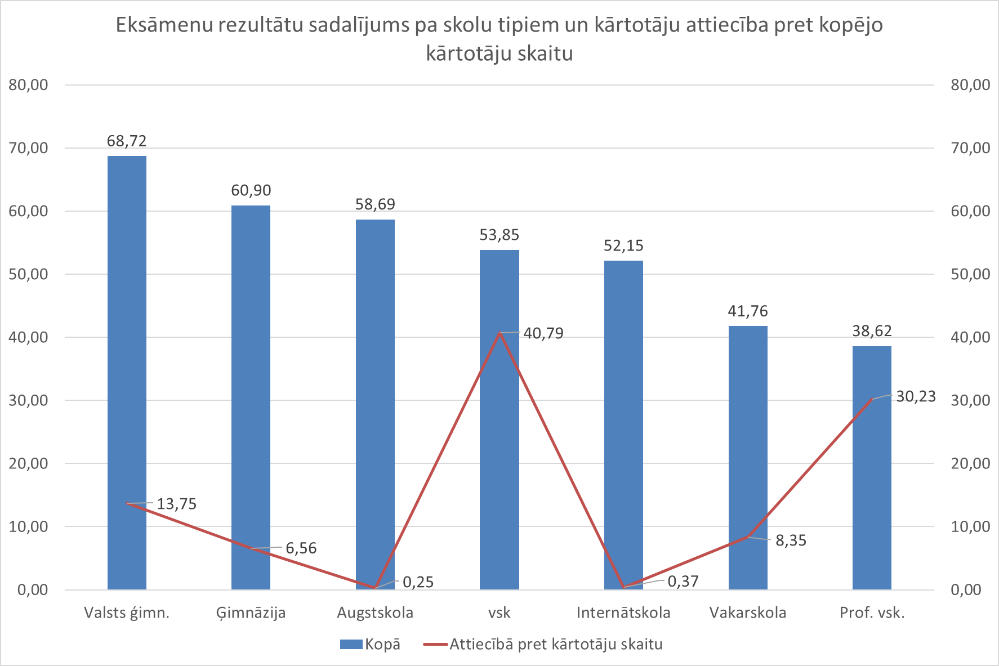 Eksāmenu rezultātu sadalījums pa skolu tipiem un kārtotāju attiecība pret kopējo
kārtotāju skaitu
80,00
80,00
70,00
70,00
60,00
60,00
50,00
50,00
40,00
40,00
30,00
30,00
20,00
20,00
10,00
10,00
0,00
0,00
68,72
60,90
58,69
53,85
52,15
41,76
38,62
13,75
6,56
0,25
40,79
0,37
8,35
30,23
Valsts ģimn.
Ģimnāzija
Augstskola
vsk
Internātskola
Vakarskola
Prof. vsk.
Kopā
Attiecībā pret kārtotāju skaitu